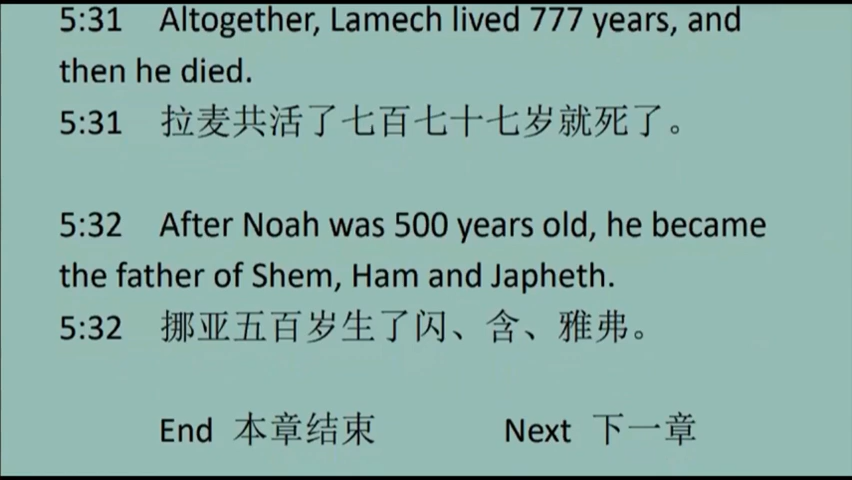 5:31 Altogether, Lamech lived 777 years, and
then he died.
5:31 拉麦共活了七百七十七岁就死了。
5:32 After Noah was 500 years old, he became
the father of Shem, Ham and Japheth.
5:32 挪亚五百岁生了闪、含、雅弗。
End 本章结束 Next 下一章